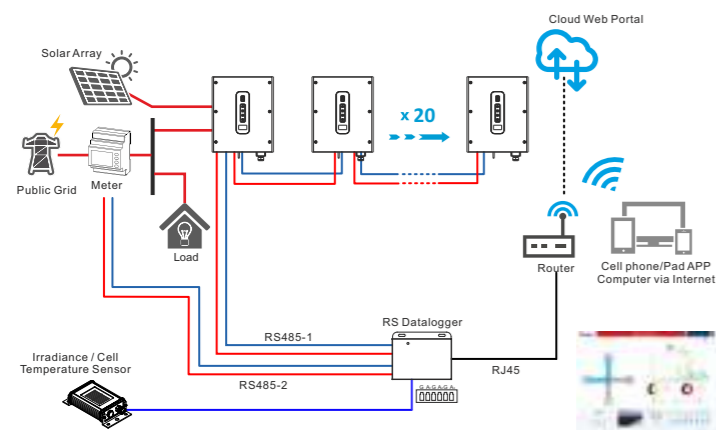 Cloud Web Portal
Solar Array
x 20
Public Grid
Meter
Load
Router
Cell phone/Pad APP
Computer via Internet
RS Datalogger
RS485-1
RJ45
Irradiance / Cell
Temperature Sensor
RS485-2
G A G A G A